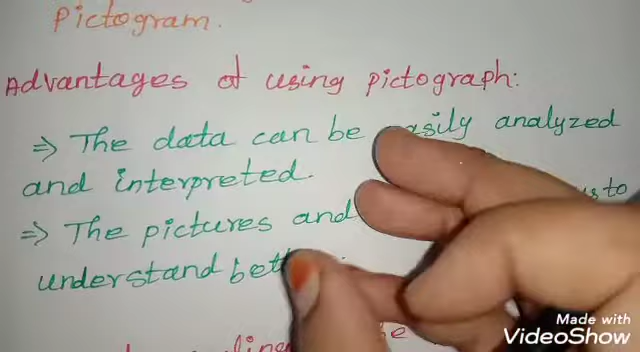 Pictogram.
Advantages of using pictograph:
⇒ The data can be easily analyzed
and interpreted.
⇒ The pictures and to
understand
Made with
VideoShow